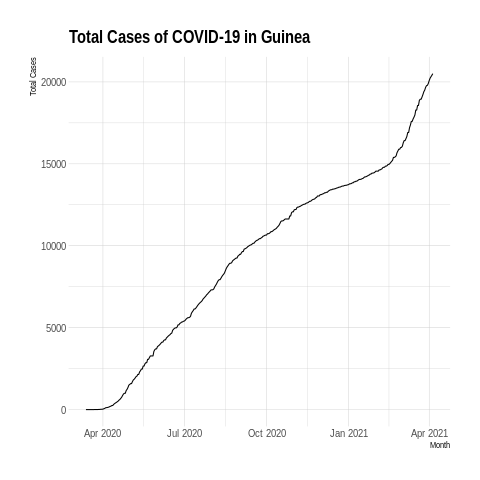 Total Cases of COVID-19 in Guinea
Total Cases
20000
15000
10000
5000
0
Apr 2020 Jul 2020 Oct 2020 Jan 2021 Apr 2021
Month